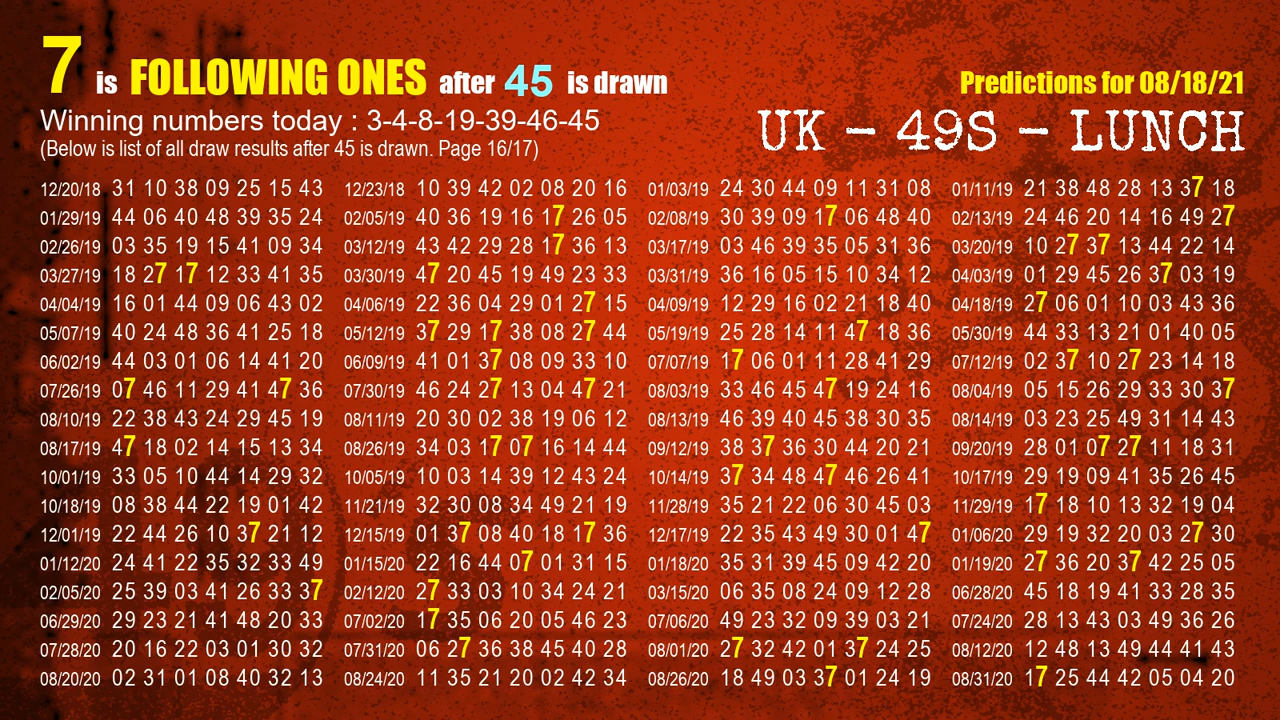 7 is FOLLOWING ONES after 45 is drawn
Predictions for 08/18/21
Winning numbers today : 3-4-8-19-39-46-45
UK - 49S - LUNCH
(Below is list of all draw results after 45 is drawn. Page 16/17)
12/20/18 31 10 38 09 25 15 43 12/23/18 10 39 42 02 08 20 16 01/03/19 24 30 44 09 11 31 08 01/11/19 21 38 48 28 13 37 18
01/29/19 44 06 40 48 39 35 24 02/05/19 40 36 19 16 17 26 05 02/08/19 30 39 09 17 06 48 40 02/13/19 24 46 20 14 16 49 27
02/26/19 03 35 19 15 41 09 34 03/12/19 43 42 29 28 17 36 13 03/17/19 03 46 39 35 05 31 36 03/20/19 10 27 37 13 44 22 14
03/27/19 18 27 17 12 33 41 35 03/30/19 47 20 45 19 49 23 33 03/31/19 36 16 05 15 10 34 12 04/03/19 01 29 45 26 37 03 19
04/04/19 16 01 44 09 06 43 02 04/06/19 22 36 04 29 01 27 15 04/09/19 12 29 16 02 21 18 40 04/18/19 27 06 01 10 03 43 36
05/07/19 40 24 48 36 41 25 18 05/12/19 37 29 17 38 08 27 44 05/19/19 25 28 14 11 47 18 36 05/30/19 44 33 13 21 01 40 05
06/02/19 44 03 01 06 14 41 20 06/09/19 41 01 37 08 09 33 10 07/07/19 17 06 01 11 28 41 29 07/12/19 02 37 10 27 23 14 18
07/26/19 07 46 11 29 41 47 36 07/30/19 46 24 27 13 04 47 21 08/03/19 33 46 45 47 19 24 16 08/04/19 05 15 26 29 33 30 37
08/10/19 22 38 43 24 29 45 19 08/11/19 20 30 02 38 19 06 12 08/13/19 46 39 40 45 38 30 35 08/14/19 03 23 25 49 31 14 43
08/17/19 47 18 02 14 15 13 34 08/26/19 34 03 17 07 16 14 44 09/12/19 38 37 36 30 44 20 21 09/20/19 28 01 07 27 11 18 31
10/01/19 33 05 10 44 14 29 32 10/05/19 10 03 14 39 12 43 24 10/14/19 37 34 48 47 46 26 41 10/17/19 29 19 09 41 35 26 45
10/18/19 08 38 44 22 19 01 42 11/21/19 32 30 08 34 49 21 19 11/28/19 35 21 22 06 30 45 03 11/29/19 17 18 10 13 32 19 04
12/01/19 22 44 26 10 37 21 12 12/15/19 01 37 08 40 18 17 36 12/17/19 22 35 43 49 30 01 47 01/06/20 29 19 32 20 03 27 30
01/12/20 24 41 22 35 32 33 49 01/15/20 22 16 44 07 01 31 15 01/18/20 35 31 39 45 09 42 20 01/19/20 27 36 20 37 42 25 05
02/05/20 25 39 03 41 26 33 37 02/12/20 27 33 03 10 34 24 21 03/15/20 06 35 08 24 09 12 28 06/28/20 45 18 19 41 33 28 35
06/29/20 29 23 21 41 48 20 33 07/02/20 17 35 06 20 05 46 23 07/06/20 49 23 32 09 39 03 21 07/24/20 28 13 43 03 49 36 26
07/28/20 20 16 22 03 01 30 32 07/31/20 06 27 36 38 45 40 28 08/01/20 27 32 42 01 37 24 25 08/12/20 12 48 13 49 44 41 43
08/20/20 02 31 01 08 40 32 13 08/24/20 11 35 21 20 02 42 34 08/26/20 18 49 03 37 01 24 19 08/31/20 17 25 44 42 05 04 20